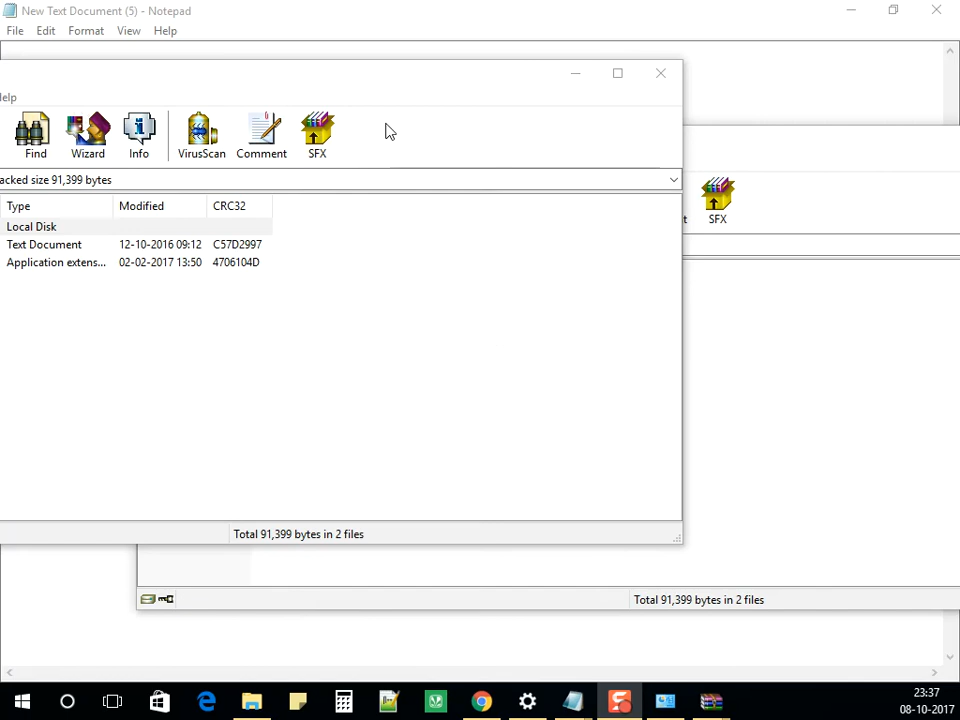 New Text Document (5) - Notepad
File Edit Format View Help
elp
Find Wizard Info VirusScan Comment SFX
acked size 91,399 bytes
t SFX
Type Modified CRC32
Local Disk
Text Document 12-10-2016 09:12 C57D2997
Application extens... 02-02-2017 13:50 4706104D
Total 91,399 bytes in 2 files
Total 91,399 bytes in 2 files
23:37
08-10-2017